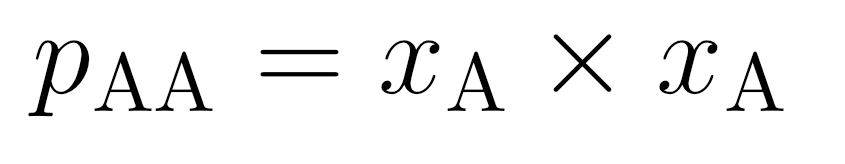 p_AA = x_A × x_A